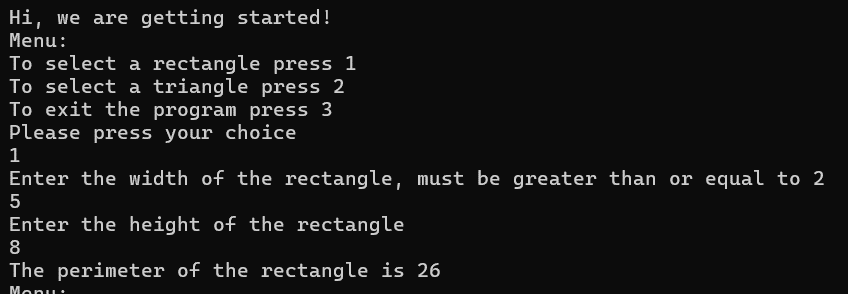 Hi, we are getting started!
Menu:
To select a rectangle press 1
To select a triangle press 2
To exit the program press 3
Please press your choice
1
Enter the width of the rectangle, must be greater than or equal to 2
5
Enter the height of the rectangle
8
The perimeter of the rectangle is 26
Menu: